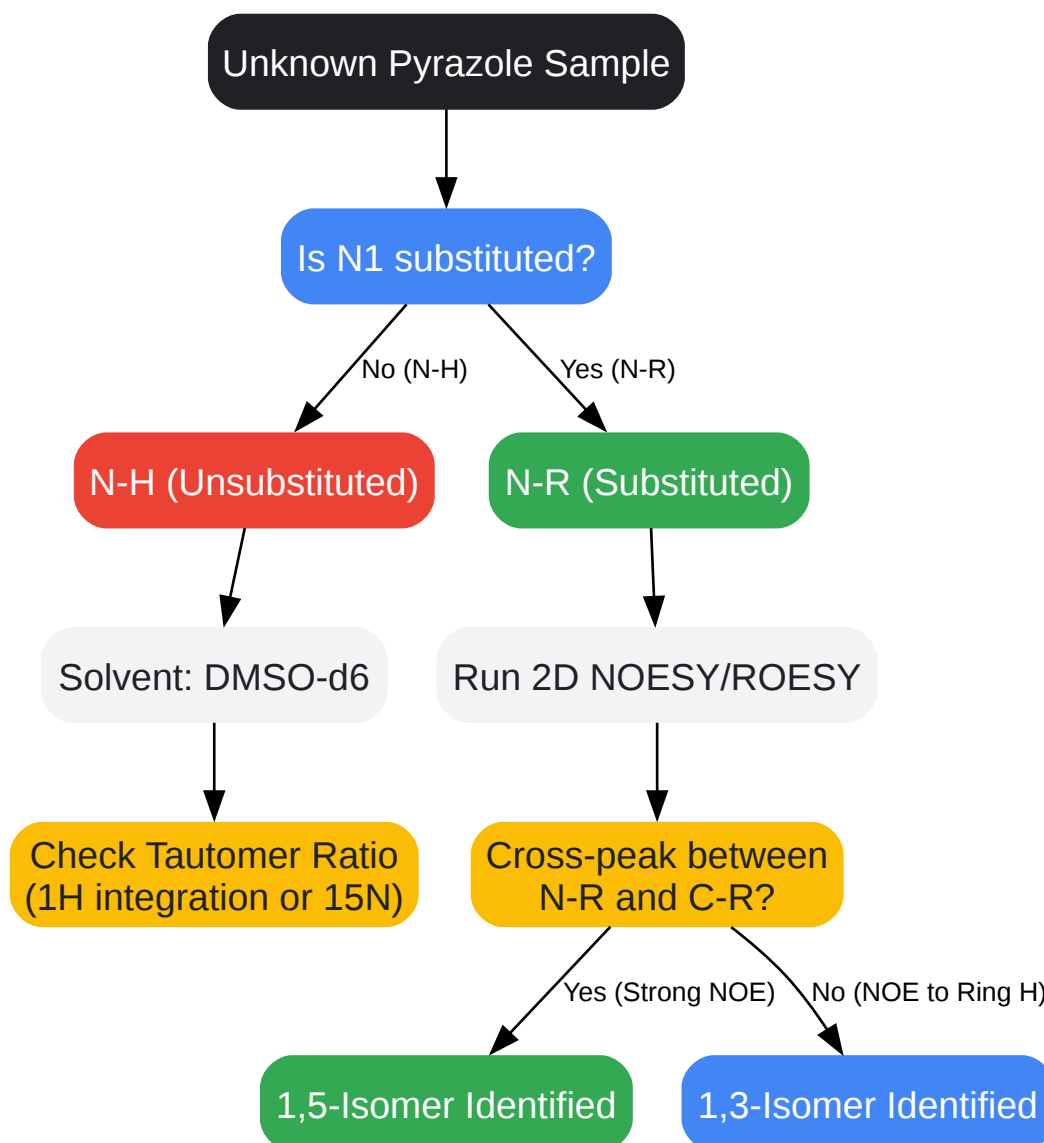 Unknown Pyrazole Sample
Is N1 substituted?
No (N-H)
Yes (N-R)
N-H (Unsubstituted)
N-R (Substituted)
Solvent: DMSO-d6
Run 2D NOESY/ROESY
Check Tautomer Ratio
(1H integration or 15N)
Cross-peak between
N-R and C-R?
Yes (Strong NOE)
No (NOE to Ring H)
1,5-Isomer Identified
1,3-Isomer Identified